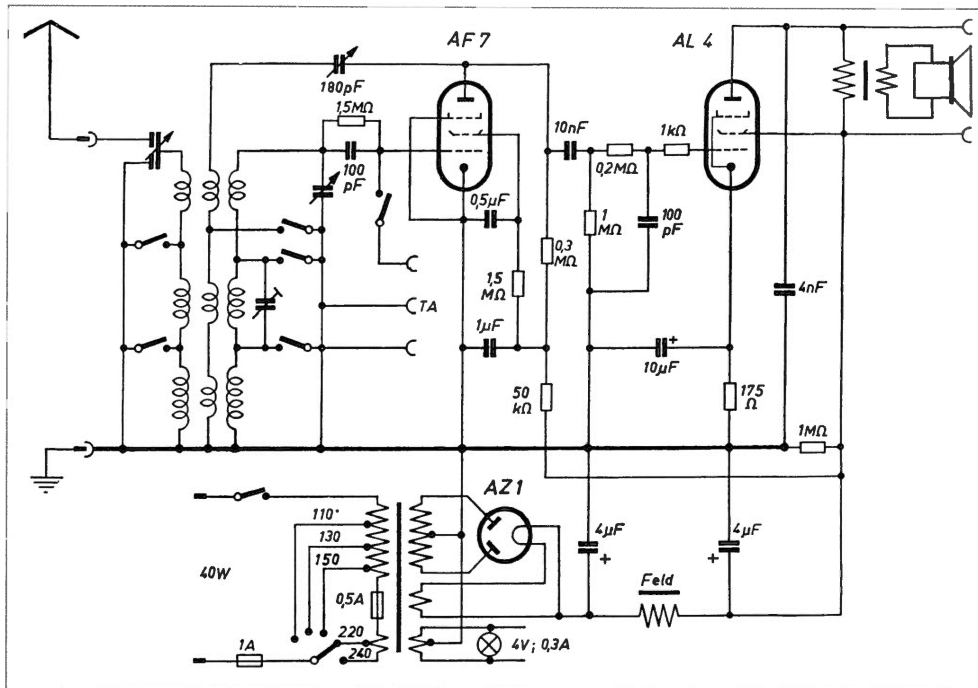 AF7
AL 4
180pF
1,5MΩ
100
pF
10nF
0,2MΩ
1kΩ
0,5µF
1
MΩ
100
pF
0,3
MΩ
1,5
MΩ
TA
4nF
1µF
10µF
+
50
kΩ
175
Ω
1MΩ
AZ1
110°
130
150
40W
0,5A
4µF
+
4µF
+
Feld
1A
220
240
4V; 0,3A